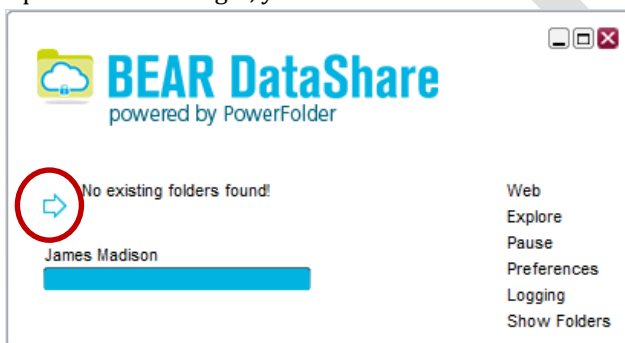 BEAR DataShare
powered by PowerFolder
No existing folders found!
James Madison
Web
Explore
Pause
Preferences
Logging
Show Folders